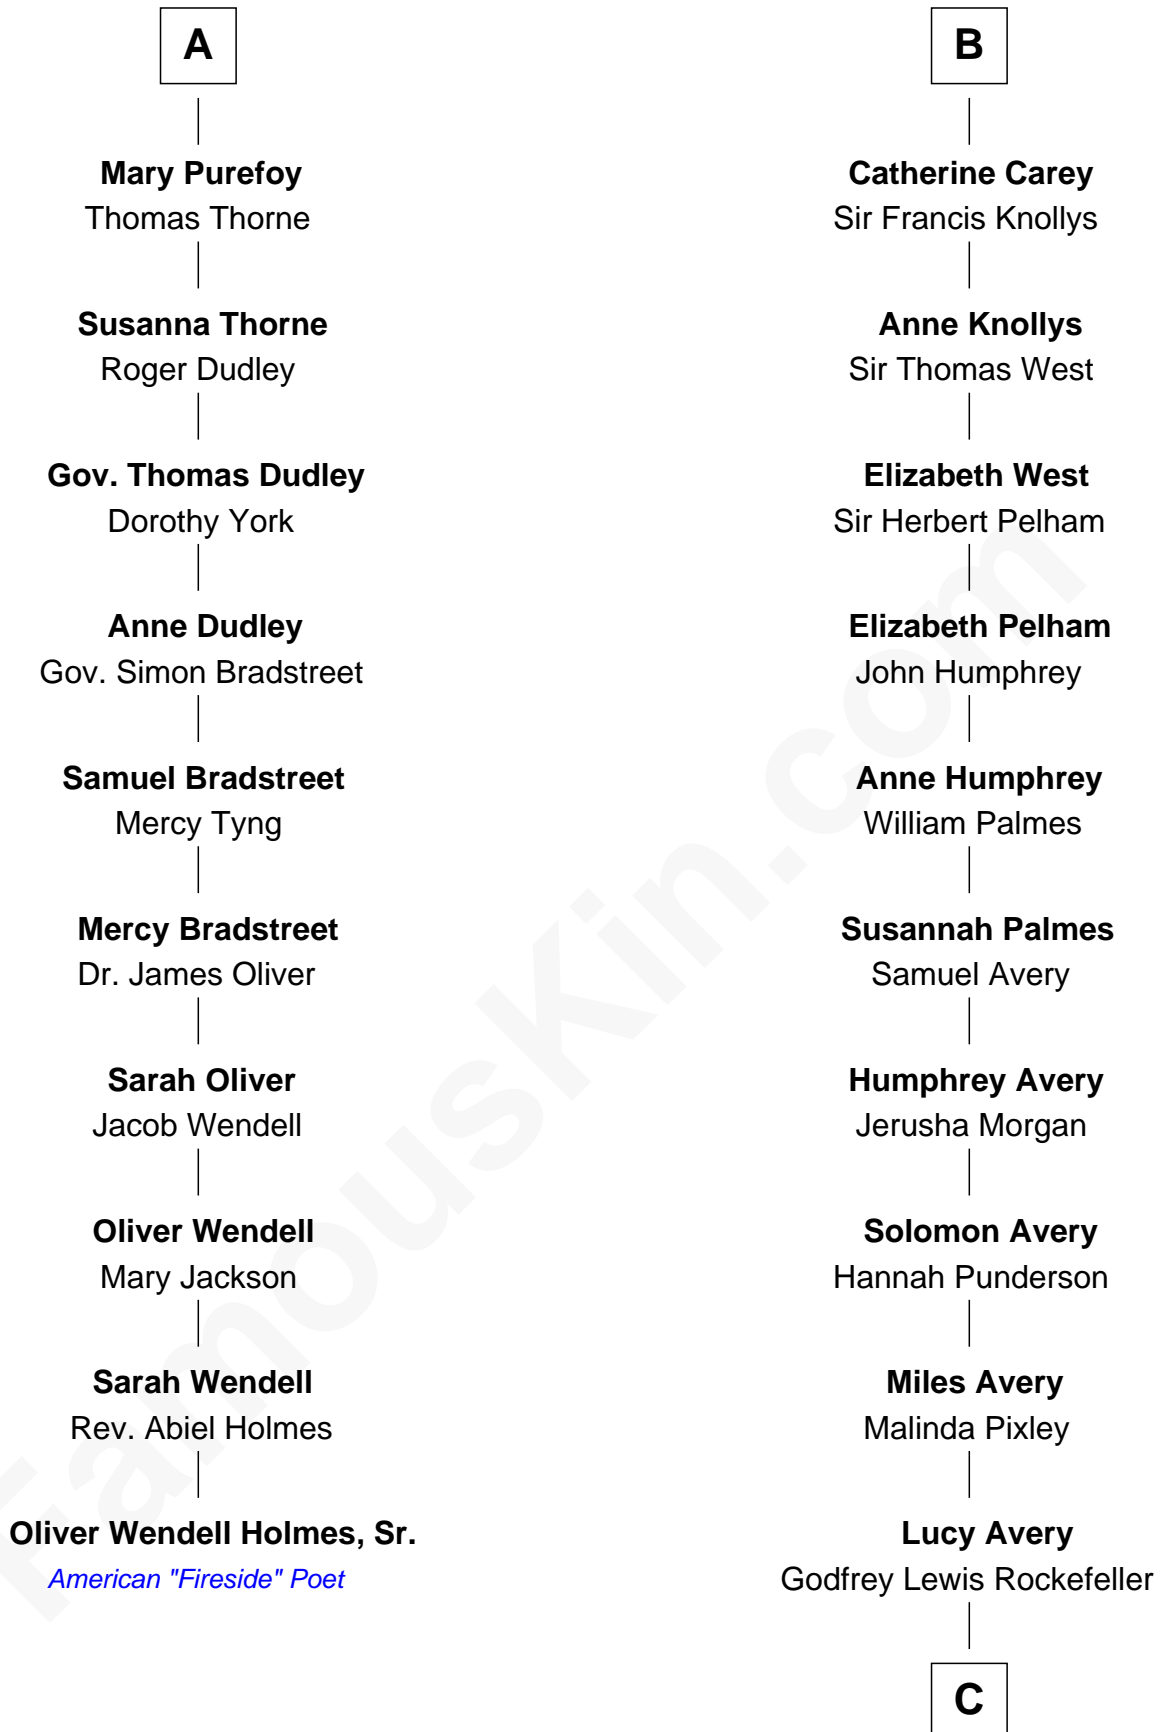 A
Mary Purefoy
Thomas Thorne
Susanna Thorne
Roger Dudley
Gov. Thomas Dudley
Dorothy York
Anne Dudley
Gov. Simon Bradstreet
Samuel Bradstreet
Mercy Tyng
Mercy Bradstreet
Dr. James Oliver
Sarah Oliver
Jacob Wendell
Oliver Wendell
Mary Jackson
Sarah Wendell
Rev. Abiel Holmes
Oliver Wendell Holmes, Sr.
American "Fireside" Poet
B
Catherine Carey
Sir Francis Knollys
Anne Knollys
Sir Thomas West
Elizabeth West
Sir Herbert Pelham
Elizabeth Pelham
John Humphrey
Anne Humphrey
William Palmes
Susannah Palmes
Samuel Avery
Humphrey Avery
Jerusha Morgan
Solomon Avery
Hannah Punderson
Miles Avery
Malinda Pixley
Lucy Avery
Godfrey Lewis Rockefeller
C
FamousKin.com